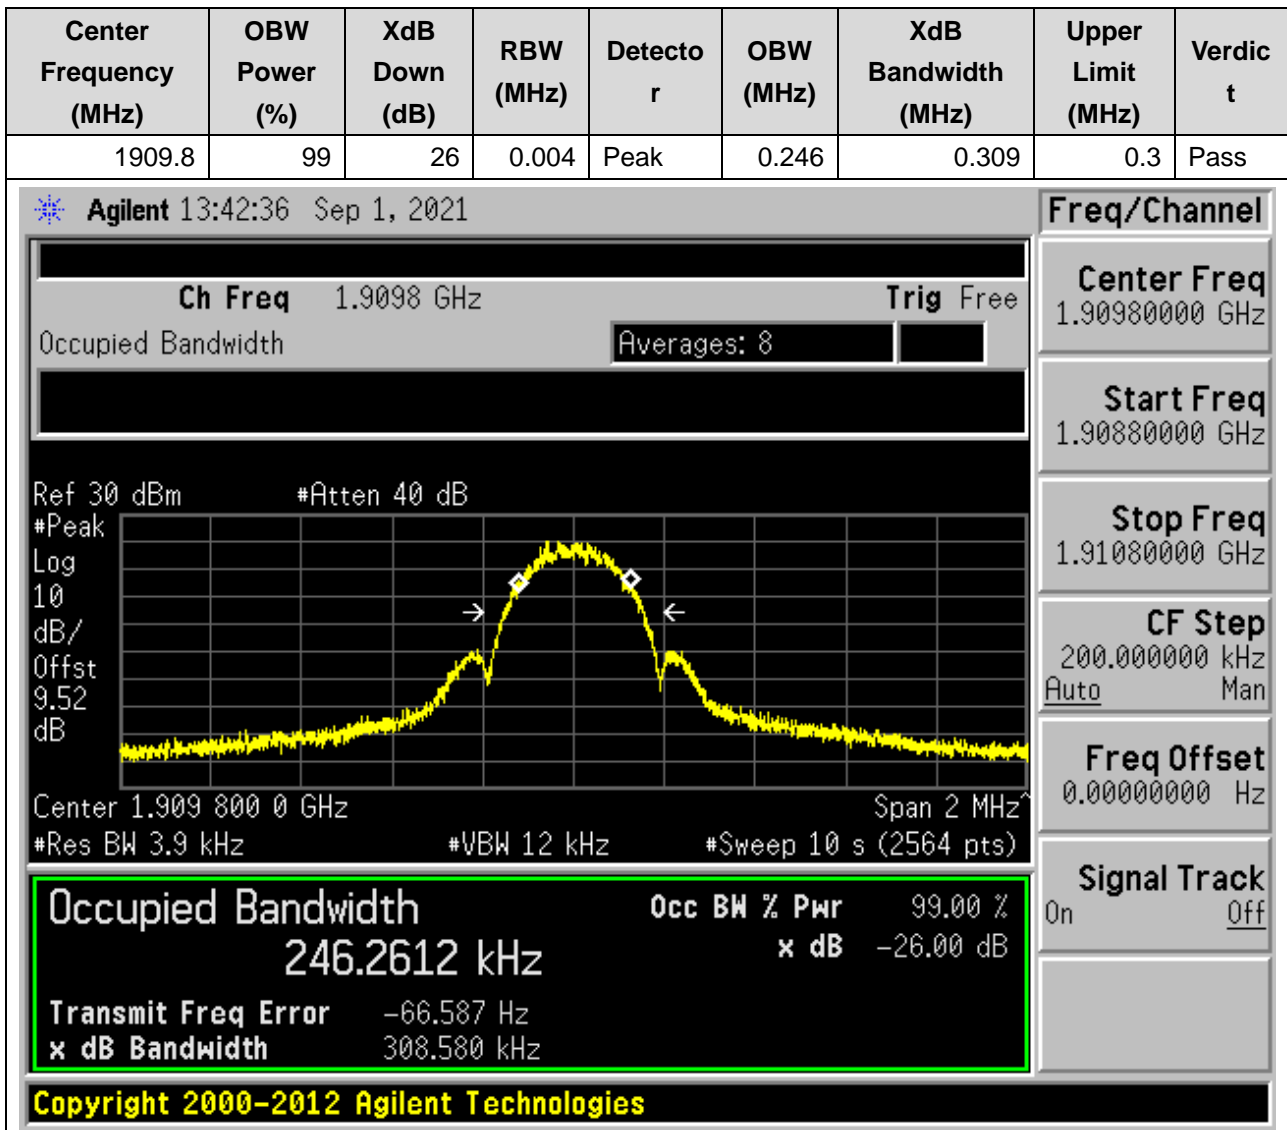 Center Frequency (MHz) OBW Power (%) XdB Down (dB) RBW (MHz) Detecto r OBW (MHz) XdB Bandwidth (MHz) Upper Limit (MHz) Verdic t
1909.8 99 26 0.004 Peak 0.246 0.309 0.3 Pass
Agilent 13:42:36 Sep 1, 2021
Freq/Channel
Ch Freq 1.9098 GHz Trig Free
Occupied Bandwidth Averages: 8
Center Freq
1.90980000 GHz
Start Freq
1.90880000 GHz
Stop Freq
1.91080000 GHz
CF Step
200.000000 kHz
Auto Man
Freq Offset
0.00000000 Hz
Signal Track
On Off
Ref 30 dBm #Atten 40 dB
#Peak
Log
10
dB/
Offst
9.52
dB
Center 1.909 800 0 GHz Span 2 MHz^
#Res BW 3.9 kHz #VBW 12 kHz #Sweep 10 s (2564 pts)
Occupied Bandwidth Occ BW % Pwr 99.00 %
246.2612 kHz x dB -26.00 dB
Transmit Freq Error -66.587 Hz
x dB Bandwidth 308.580 kHz
Copyright 2000-2012 Agilent Technologies